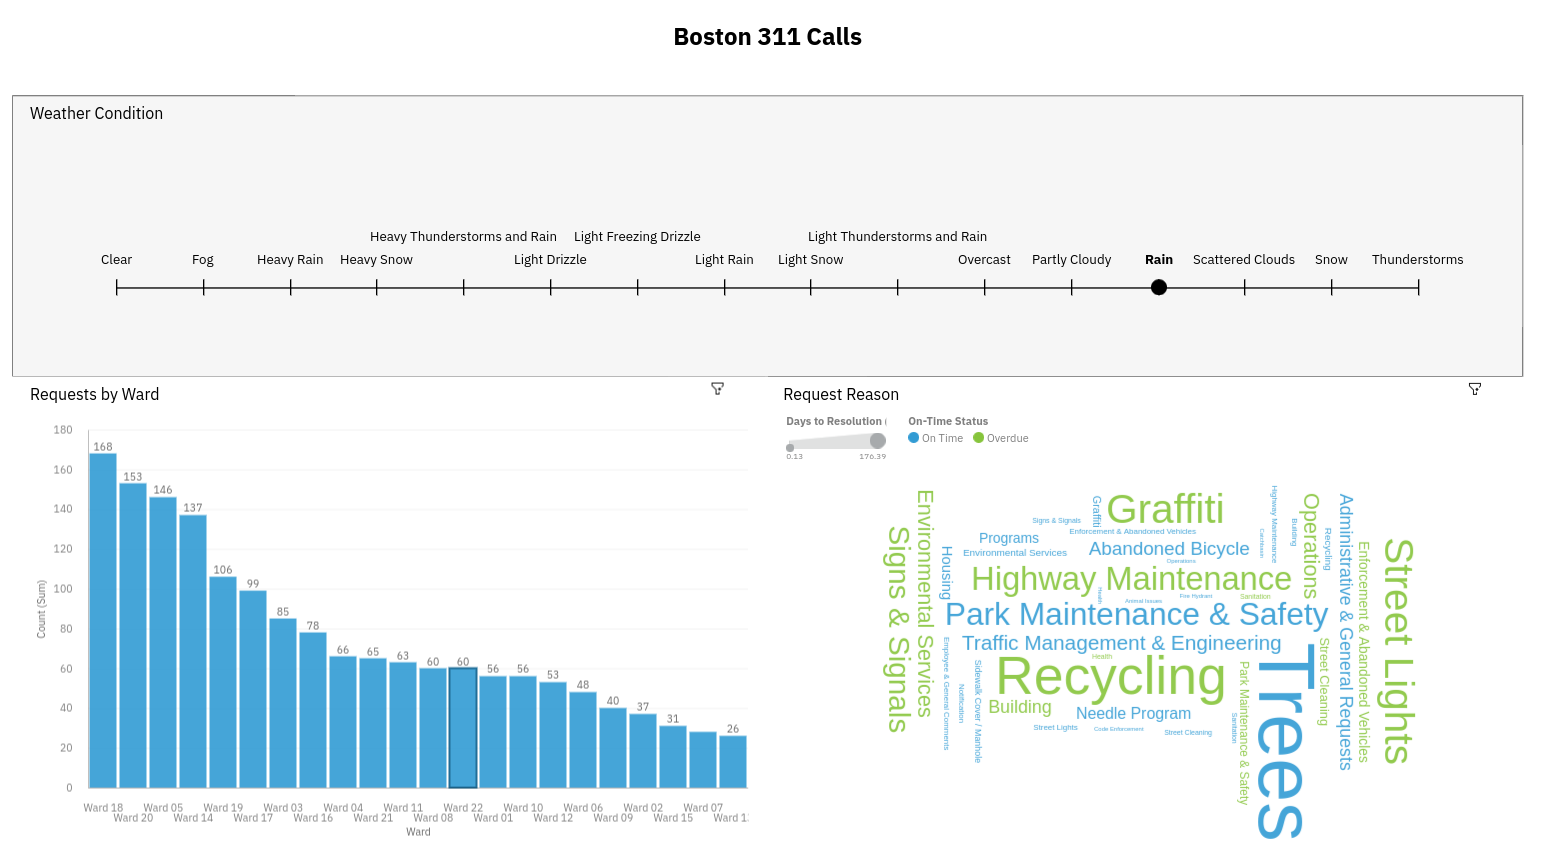 Boston 311 Calls
Weather Condition
Heavy Thunderstorms and Rain Light Freezing Drizzle Light Thunderstorms and Rain
Clear Fog Heavy Rain Heavy Snow Light Drizzle Light Rain Light Snow Overcast Partly Cloudy Rain Scattered Clouds Snow Thunderstorms
Requests by Ward
180
160
140
120
100
80
60
40
20
0
Count (Sum)
168 153 146 137 106 99 85 78 66 65 63 60 60 56 56 53 48 40 37 31 26
Ward 18 Ward 05 Ward 19 Ward 03 Ward 04 Ward 11 Ward 22 Ward 10 Ward 06 Ward 02 Ward 07
Ward 20 Ward 14 Ward 17 Ward 16 Ward 21 Ward 08 Ward 01 Ward 12 Ward 09 Ward 15 Ward 1
Ward
Request Reason
Days to Resolution (
0.13 176.39
On-Time Status
On Time Overdue
Signs & Signals
Environmental Services
Housing
Signs & Signals
Graffiti
Graffiti
Enforcement & Abandoned Vehicles
Programs
Environmental Services
Abandoned Bicycle
Operations
Highway Maintenance
Health
Animal Issues
Fire Hydrant
Sanitation
Park Maintenance & Safety
Traffic Management & Engineering
Health
Recycling
Building
Needle Program
Street Lights
Code Enforcement
Street Cleaning
Employee & General Comments
Notification
Sidewalk Cover / Manhole
Highway Maintenance
Building
Operations
Recycling
Administrative & General Requests
Enforcement & Abandoned Vehicles
Street Lights
Street Cleaning
Park Maintenance & Safety
Sanitation
Trees